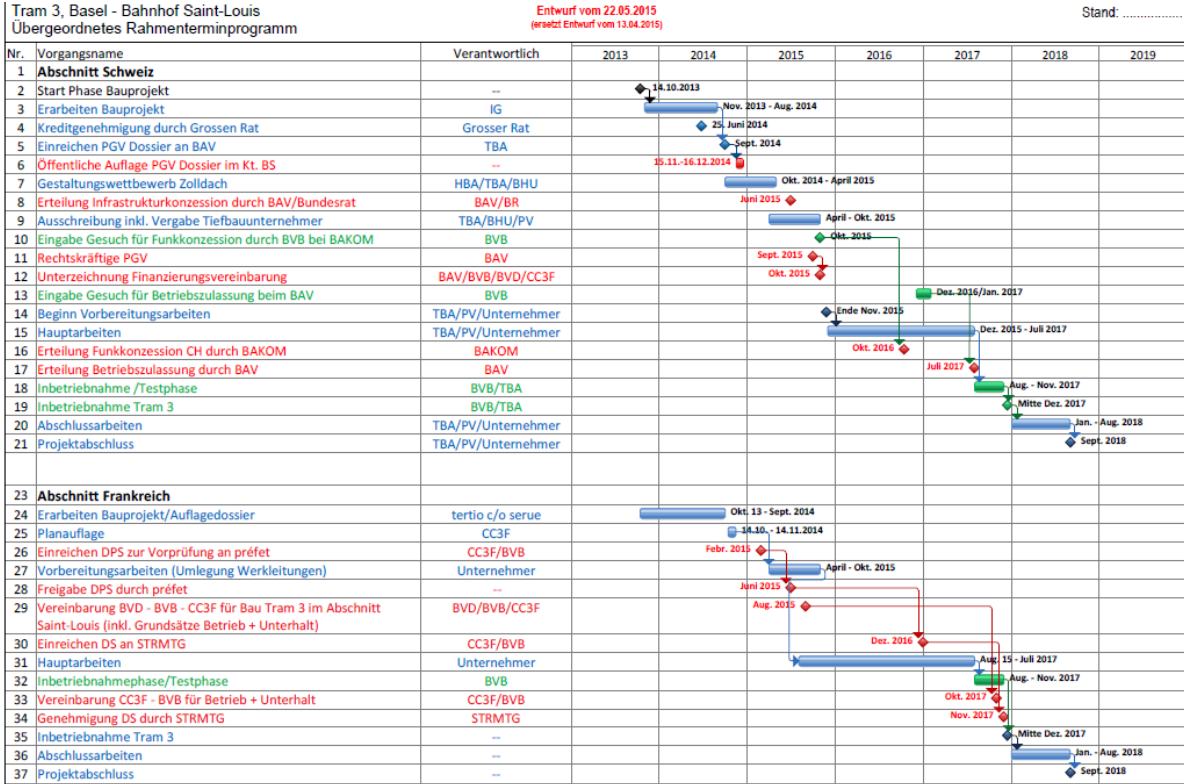 Tram 3, Basel - Bahnhof Saint-Louis
Übergeordnetes Rahmenterminprogramm
Entwurf vom 22.05.2015
(ersetzt Entwurf vom 13.04.2015)
Stand: ..................
Nr. Vorgangsname Verantwortlich 2013 2014 2015 2016 2017 2018 2019
1 Abschnitt Schweiz
2 Start Phase Bauprojekt -- 14.10.2013
3 Erarbeiten Bauprojekt IG Nov. 2013 - Aug. 2014
4 Kreditgenehmigung durch Grossen Rat Grosser Rat 25. Juni 2014
5 Einreichen PGV Dossier an BAV TBA Sept. 2014
6 Öffentliche Auflage PGV Dossier im Kt. BS -- 15.11.-16.12.2014
7 Gestaltungswettbewerb Zolldach HBA/TBA/BHU Okt. 2014 - April 2015
8 Erteilung Infrastrukturkonzession durch BAV/Bundesrat BAV/BR Juni 2015
9 Ausschreibung inkl. Vergabe Tiefbauunternehmer TBA/BHU/PV April - Okt. 2015
10 Eingabe Gesuch für Funkkonzession durch BVB bei BAKOM BVB Okt. 2015
11 Rechtskräftige PGV BAV Sept. 2015
12 Unterzeichnung Finanzierungsvereinbarung BAV/BVB/BVD/CC3F Okt. 2015
13 Eingabe Gesuch für Betriebszulassung beim BAV BVB Dez. 2016/Jan. 2017
14 Beginn Vorbereitungsarbeiten TBA/PV/Unternehmer Ende Nov. 2015
15 Hauptarbeiten TBA/PV/Unternehmer Dez. 2015 - Juli 2017
16 Erteilung Funkkonzession CH durch BAKOM BAKOM Okt. 2016
17 Erteilung Betriebszulassung durch BAV BAV Juli 2017
18 Inbetriebnahme /Testphase BVB/TBA Aug. - Nov. 2017
19 Inbetriebnahme Tram 3 BVB/TBA Mitte Dez. 2017
20 Abschlussarbeiten TBA/PV/Unternehmer Jan. - Aug. 2018
21 Projektabschluss TBA/PV/Unternehmer Sept. 2018
23 Abschnitt Frankreich
24 Erarbeiten Bauprojekt/Auflagedossier tertio c/o serue Okt. 13 - Sept. 2014
25 Planauflage CC3F 14.10. - 14.11.2014
26 Einreichen DPS zur Vorprüfung an préfet CC3F/BVB Febr. 2015
27 Vorbereitungsarbeiten (Umlegung Werkleitungen) Unternehmer April - Okt. 2015
28 Freigabe DPS durch préfet -- Juni 2015
29 Vereinbarung BVD - BVB - CC3F für Bau Tram 3 im Abschnitt BVD/BVB/CC3F Aug. 2015
Saint-Louis (inkl. Grundsätze Betrieb + Unterhalt)
30 Einreichen DS an STRMTG CC3F/BVB Dez. 2016
31 Hauptarbeiten Unternehmer Aug. 15 - Juli 2017
32 Inbetriebnahmephase/Testphase BVB Aug. - Nov. 2017
33 Vereinbarung CC3F - BVB für Betrieb + Unterhalt CC3F/BVB Okt. 2017
34 Genehmigung DS durch STRMTG STRMTG Nov. 2017
35 Inbetriebnahme Tram 3 -- Mitte Dez. 2017
36 Abschlussarbeiten -- Jan. - Aug. 2018
37 Projektabschluss -- Sept. 2018